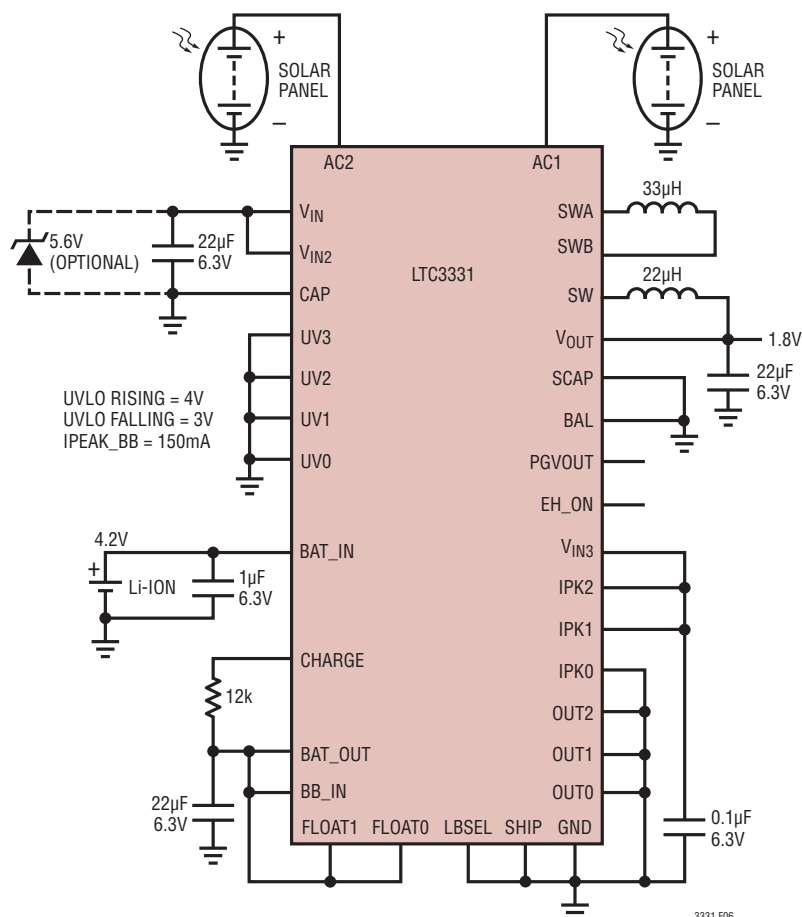 +
SOLAR
PANEL
–
+
SOLAR
PANEL
–
AC2
AC1
VIN
VIN2
CAP
UV3
UV2
UV1
UV0
BAT_IN
CHARGE
BAT_OUT
BB_IN
FLOAT1
FLOAT0
LBSEL
SHIP
GND
LTC3331
SWA
SWB
SW
VOUT
SCAP
BAL
PGVOUT
EH_ON
VIN3
IPK2
IPK1
IPK0
OUT2
OUT1
OUT0
5.6V
(OPTIONAL)
22µF
6.3V
UVLO RISING = 4V
UVLO FALLING = 3V
IPEAK_BB = 150mA
4.2V
+
Li-ION
1µF
6.3V
12k
22µF
6.3V
33µH
22µH
1.8V
22µF
6.3V
0.1µF
6.3V
3331 F06